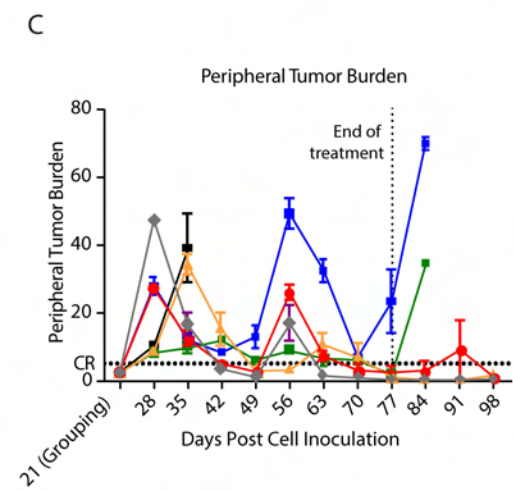 C
Peripheral Tumor Burden
80
60
40
20
CR
0
Peripheral Tumor Burden
End of
treatment
21 (Grouping)
28
35
42
49
56
63
70
77
84
91
98
Days Post Cell Inoculation